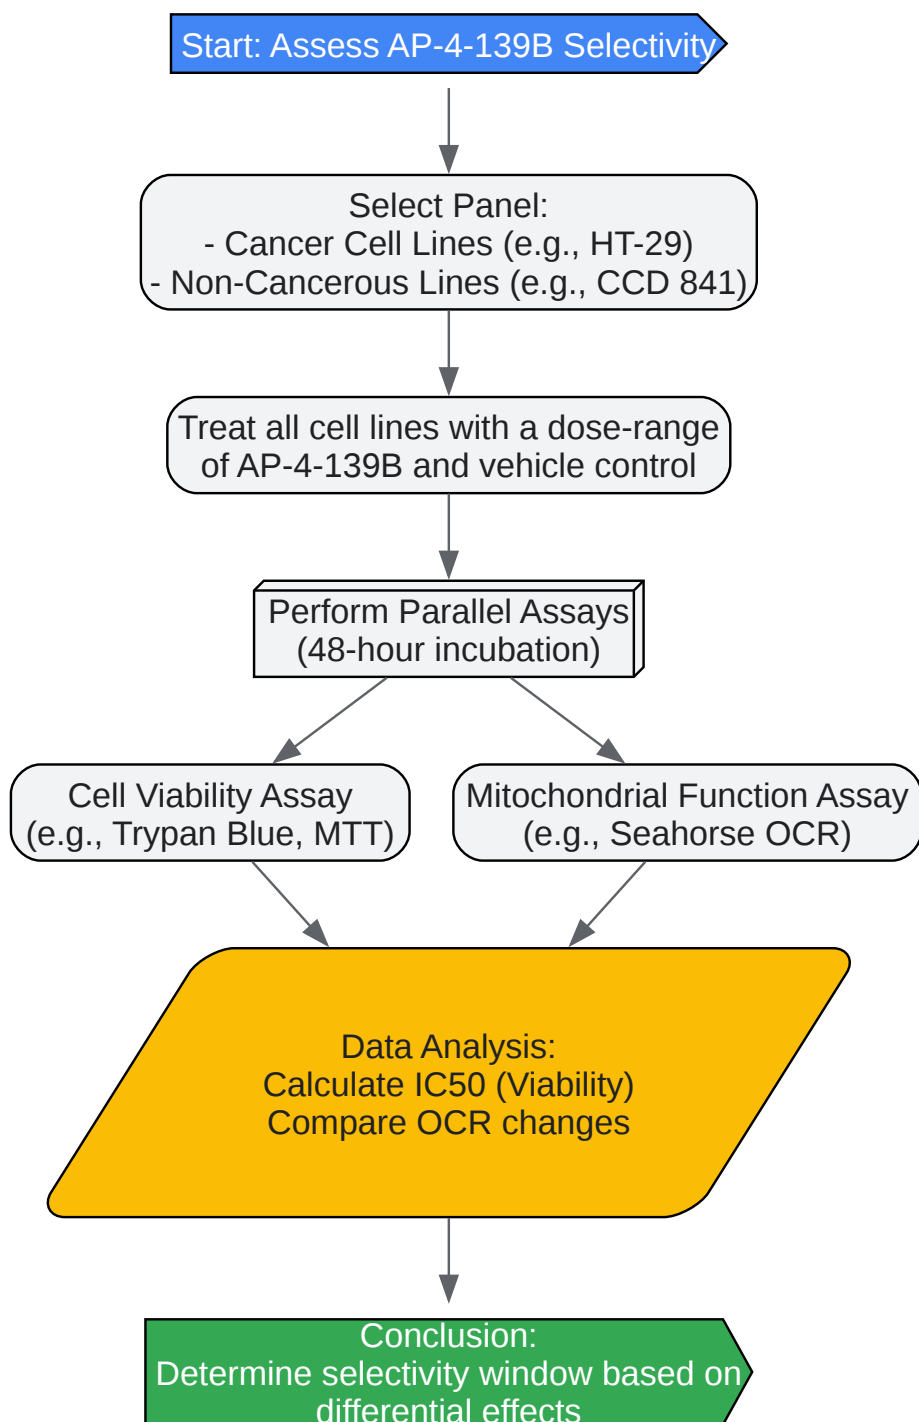 Start: Assess AP-4-139B Selectivity
Select Panel:
- Cancer Cell Lines (e.g., HT-29)
- Non-Cancerous Lines (e.g., CCD 841)
Treat all cell lines with a dose-range
of AP-4-139B and vehicle control
Perform Parallel Assays
(48-hour incubation)
Cell Viability Assay
(e.g., Trypan Blue, MTT)
Mitochondrial Function Assay
(e.g., Seahorse OCR)
Data Analysis:
Calculate IC50 (Viability)
Compare OCR changes
Conclusion:
Determine selectivity window based on
differential effects